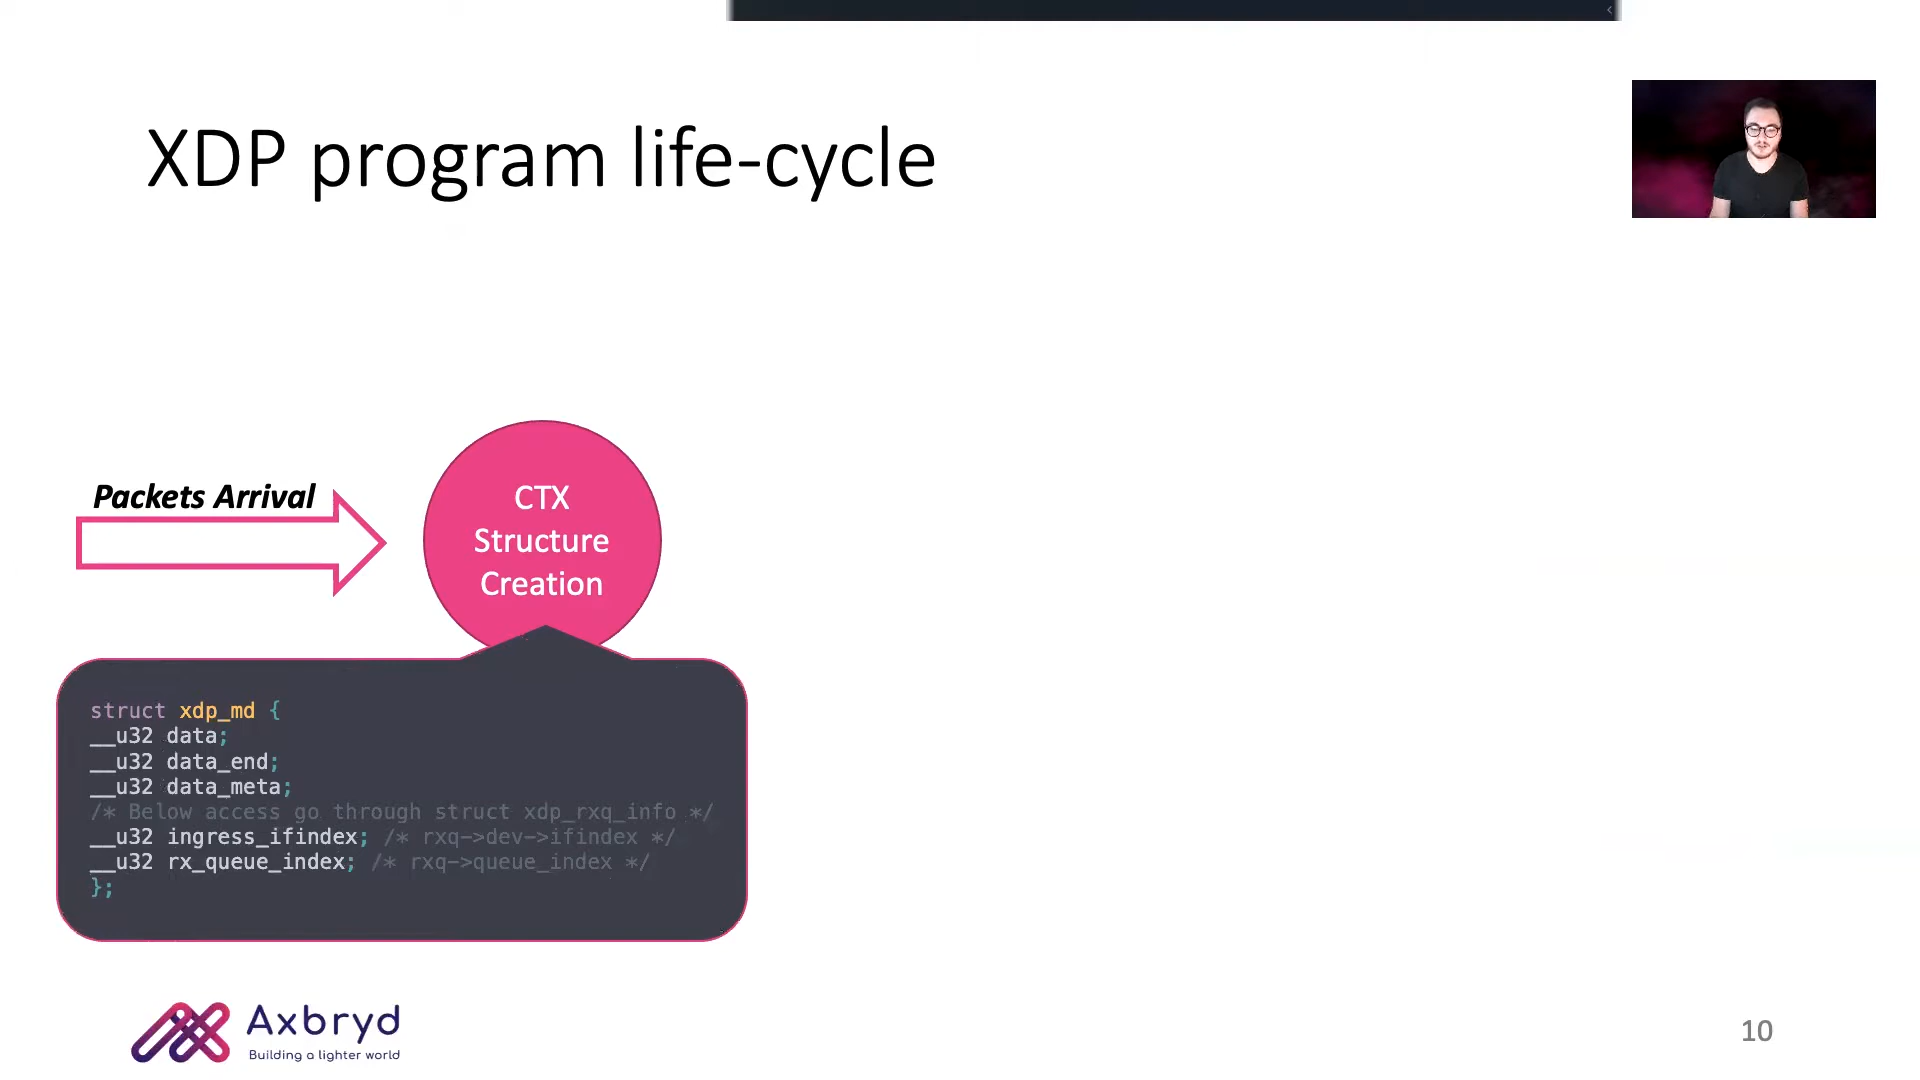 XDP program life-cycle
Packets Arrival
CTX
Structure
Creation
struct xdp_md {
__u32 data;
__u32 data_end;
__u32 data_meta;
/* Below access go through struct xdp_rxq_info */
__u32 ingress_ifindex; /* rxq->dev->ifindex */
__u32 rx_queue_index; /* rxq->queue_index */
};
Axbryd
Building a lighter world
10